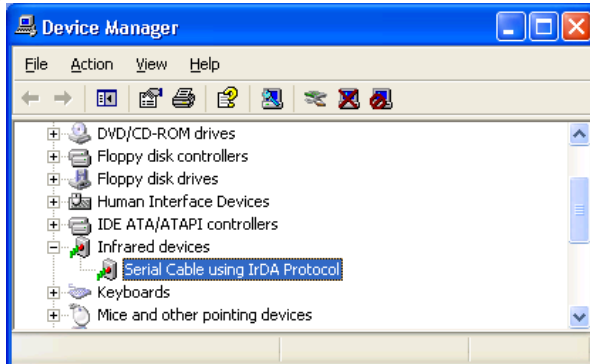 Device Manager
File Action View Help
DVD/CD-ROM drives
Floppy disk controllers
Floppy disk drives
Human Interface Devices
IDE ATA/ATAPI controllers
Infrared devices
Serial Cable using IrDA Protocol
Keyboards
Mice and other pointing devices